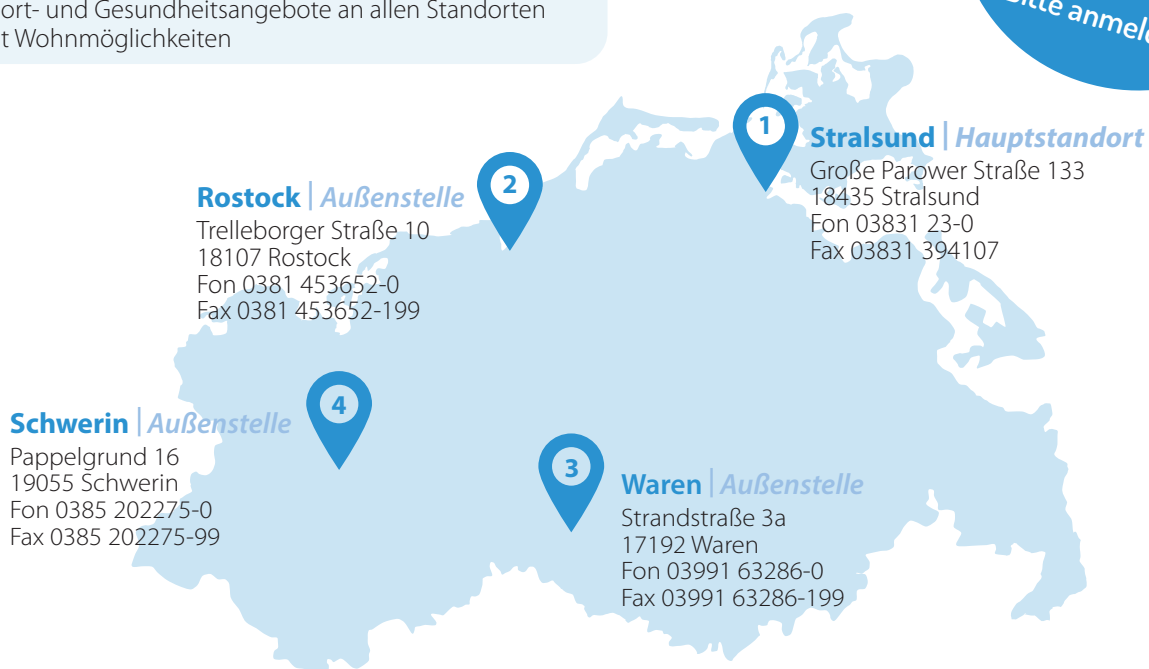 und Gesundheitsangebote an allen Standorten
Wohnmöglichkeiten
anmel
1
Stralsund | Hauptstandort
Große Parower Straße 133
18435 Stralsund
Fon 03831 23-0
Fax 03831 394107
2
Rostock | Außenstelle
Trelleborger Straße 10
18107 Rostock
Fon 0381 453652-0
Fax 0381 453652-199
4
Schwerin | Außenstelle
Pappelgrund 16
19055 Schwerin
Fon 0385 202275-0
Fax 0385 202275-99
3
Waren | Außenstelle
Strandstraße 3a
17192 Waren
Fon 03991 63286-0
Fax 03991 63286-199